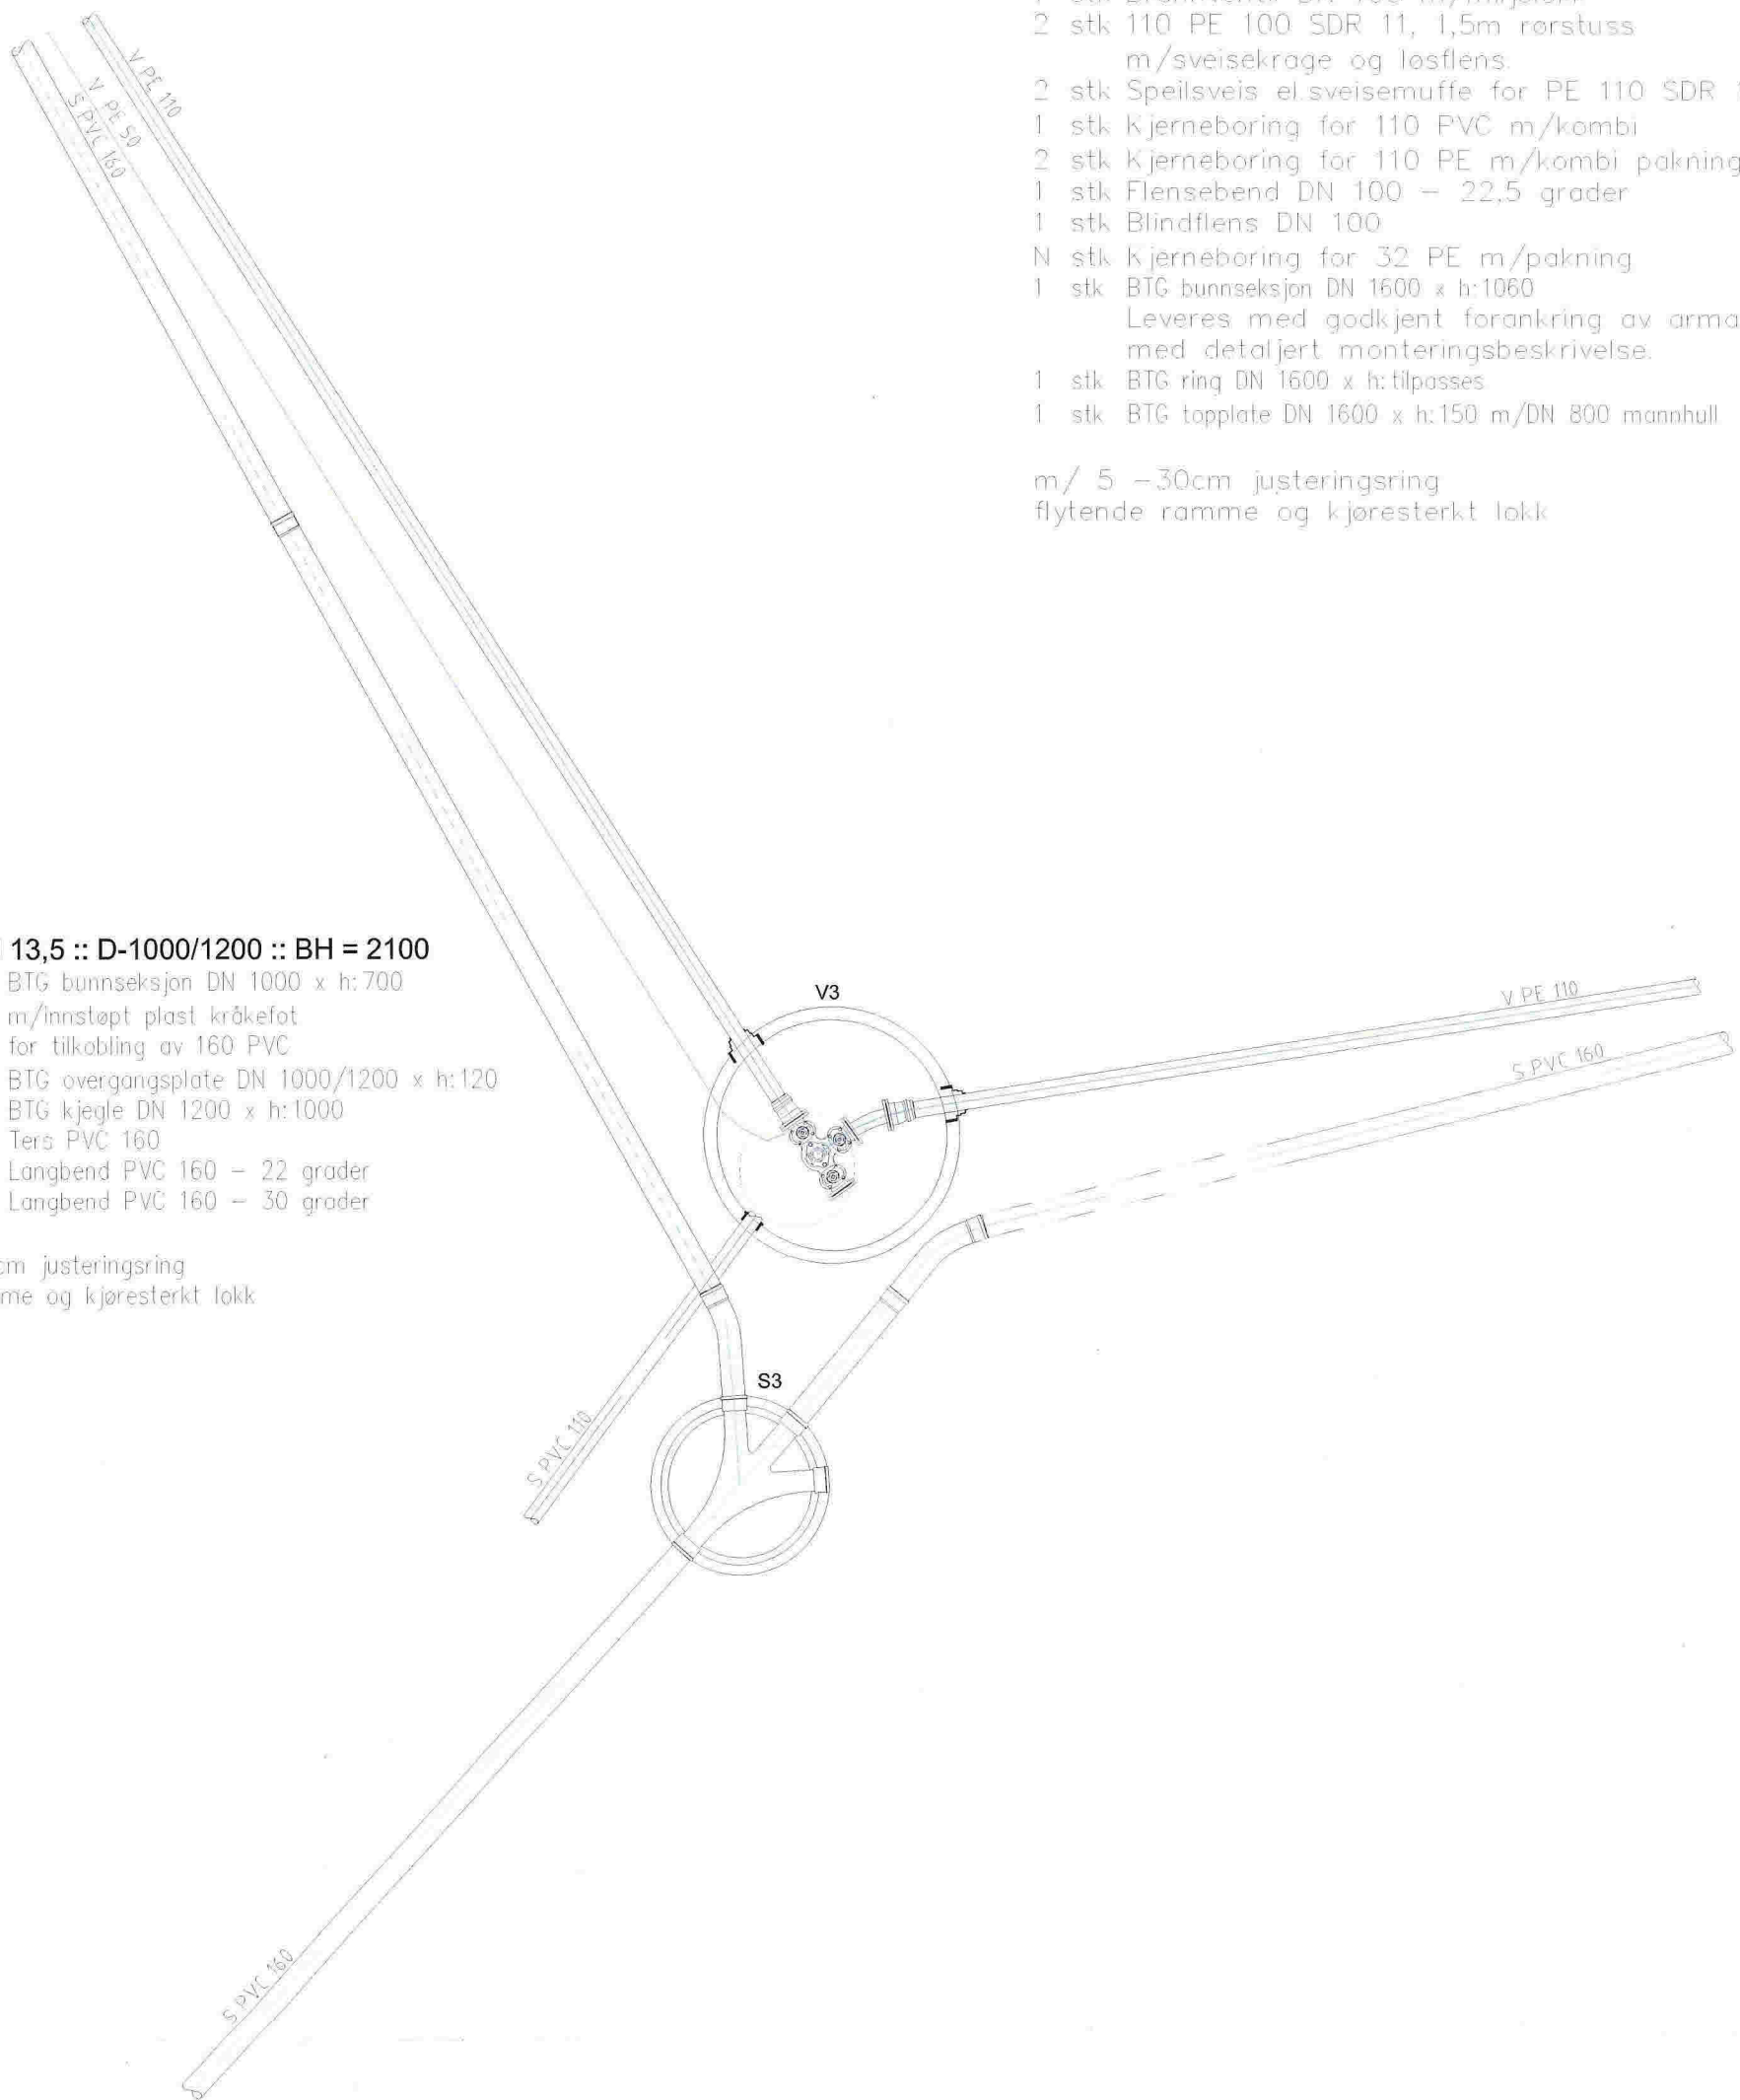 2 stk 110 PE 100 SDR 11, 1,5m rørstuss
m/sveisekrage og løsflens.
2 stk Speilsveis el.sveisemuffe for PE 110 SDR
1 stk Kjerneboring for 110 PVC m/kombi
2 stk Kjerneboring for 110 PE m/kombi pakning
1 stk Flensebend DN 100 – 22,5 grader
1 stk Blindflens DN 100
N stk Kjerneboring for 32 PE m/pakning
1 stk BTG bunnseksjon DN 1600 x h:1060
Leveres med godkjent forankring av arma
med detaljert monteringsbeskrivelse.
1 stk BTG ring DN 1600 x h:tilpasses
1 stk BTG topplate DN 1600 x h:150 m/DN 800 mannhull
m/ 5 –30cm justeringsring
flytende ramme og kjøresterkt lokk
V PE 110
V PE 50
S PVC 160
13,5 :: D-1000/1200 :: BH = 2100
BTG bunnseksjon DN 1000 x h:700
m/innstøpt plast kråkefot
for tilkobling av 160 PVC
BTG overgangsplate DN 1000/1200 x h:120
BTG kjegle DN 1200 x h:1000
Ters PVC 160
Langbend PVC 160 – 22 grader
Langbend PVC 160 – 30 grader
cm justeringsring
me og kjøresterkt lokk
V3
V PE 110
S PVC 160
S3
S PVC 110
S PVC 160